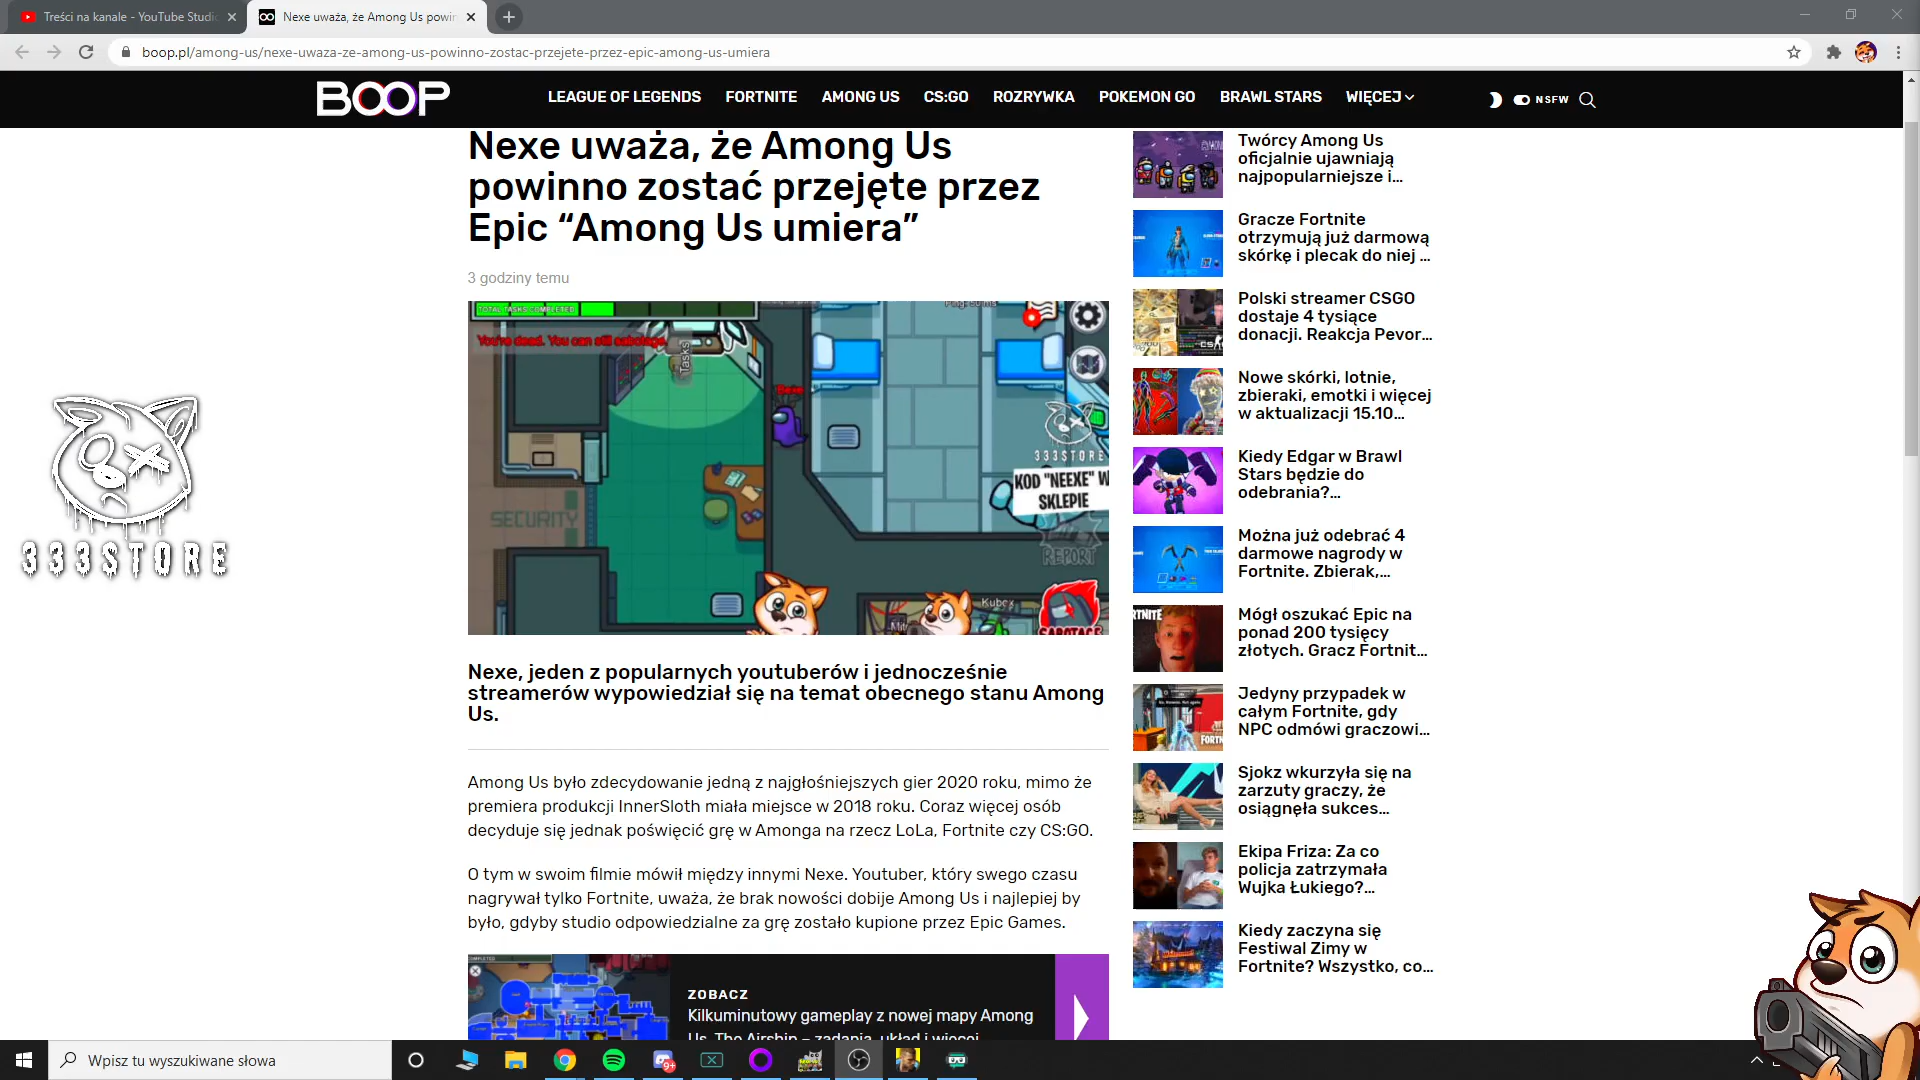 Treści na kanale - YouTube Studio
Nexe uważa, że Among Us powin
boop.pl/among-us/nexe-uwaza-ze-among-us-powinno-zostac-przejete-przez-epic-among-us-umiera
BOOP
LEAGUE OF LEGENDS
FORTNITE
AMONG US
CS:GO
ROZRYWKA
POKEMON GO
BRAWL STARS
WIĘCEJ
NSFW
Nexe uważa, że Among Us
powinno zostać przejęte przez
Epic “Among Us umiera”
3 godziny temu
TOTAL TASKS COMPLETED
You're dead. You can still sabotage.
Tasks
Ping: 50 ms
SECURITY
333STORE
KOD "NEEXE" W
SKLEPIE
REPORT
Kubox
SABOTAGE
Nexe, jeden z popularnych youtuberów i jednocześnie
streamerów wypowiedział się na temat obecnego stanu Among
Us.
Among Us było zdecydowanie jedną z najgłośniejszych gier 2020 roku, mimo że
premiera produkcji InnerSloth miała miejsce w 2018 roku. Coraz więcej osób
decyduje się jednak poświęcić grę w Amonga na rzecz LoLa, Fortnite czy CS:GO.
O tym w swoim filmie mówił między innymi Nexe. Youtuber, który swego czasu
nagrywał tylko Fortnite, uważa, że brak nowości dobije Among Us i najlepiej by
było, gdyby studio odpowiedzialne za grę zostało kupione przez Epic Games.
ZOBACZ
Kilkuminutowy gameplay z nowej mapy Among
Us, The Airship – zadania, układ i więcej
Twórcy Among Us
oficjalnie ujawniają
najpopularniejsze i...
Gracze Fortnite
otrzymują już darmową
skórkę i plecak do niej ...
Polski streamer CSGO
dostaje 4 tysiące
donacji. Reakcja Pevor...
Nowe skórki, lotnie,
zbieraki, emotki i więcej
w aktualizacji 15.10...
Kiedy Edgar w Brawl
Stars będzie do
odebrania?...
Można już odebrać 4
darmowe nagrody w
Fortnite. Zbierak,...
Mógł oszukać Epic na
ponad 200 tysięcy
złotych. Gracz Fortnit...
Jedyny przypadek w
całym Fortnite, gdy
NPC odmówi graczowi...
Sjokz wkurzyła się na
zarzuty graczy, że
osiągnęła sukces...
Ekipa Friza: Za co
policja zatrzymała
Wujka Łukiego?...
Kiedy zaczyna się
Festiwal Zimy w
Fortnite? Wszystko, co...
333STORE
Wpisz tu wyszukiwane słowa
9+